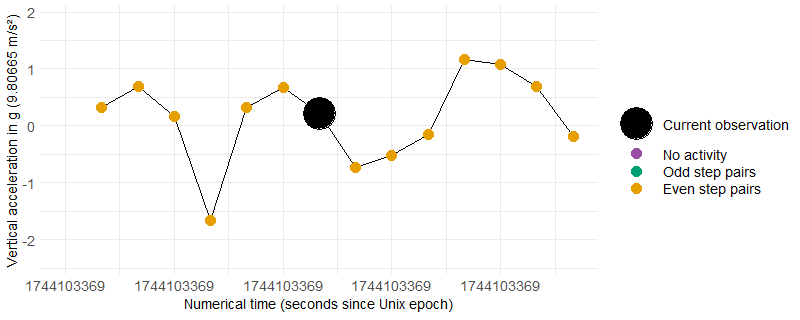 Vertical acceleration in g (9.80665 m/s²)
2
1
0
-1
-2
1744103369 1744103369 1744103369 1744103369 1744103369
Numerical time (seconds since Unix epoch)
Current observation
No activity
Odd step pairs
Even step pairs